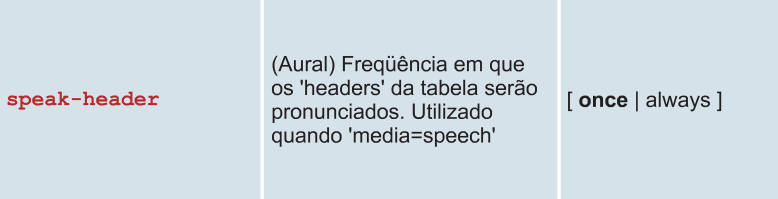 speak-header
(Aural) Freqüência em que
os 'headers' da tabela serão
pronunciados. Utilizado
quando 'media=speech'
[ once | always ]